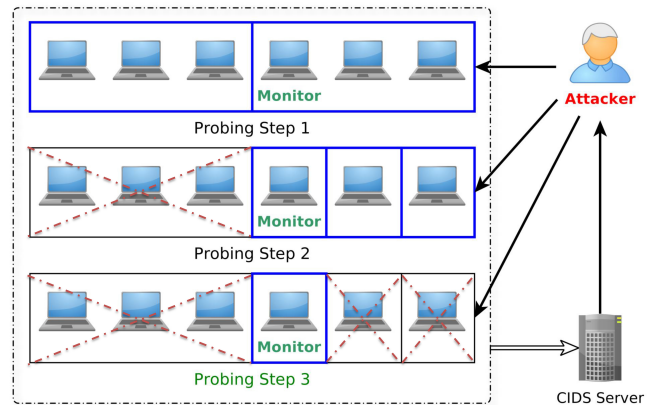 Monitor
Attacker
Probing Step 1
Monitor
Probing Step 2
Monitor
Probing Step 3
CIDS Server